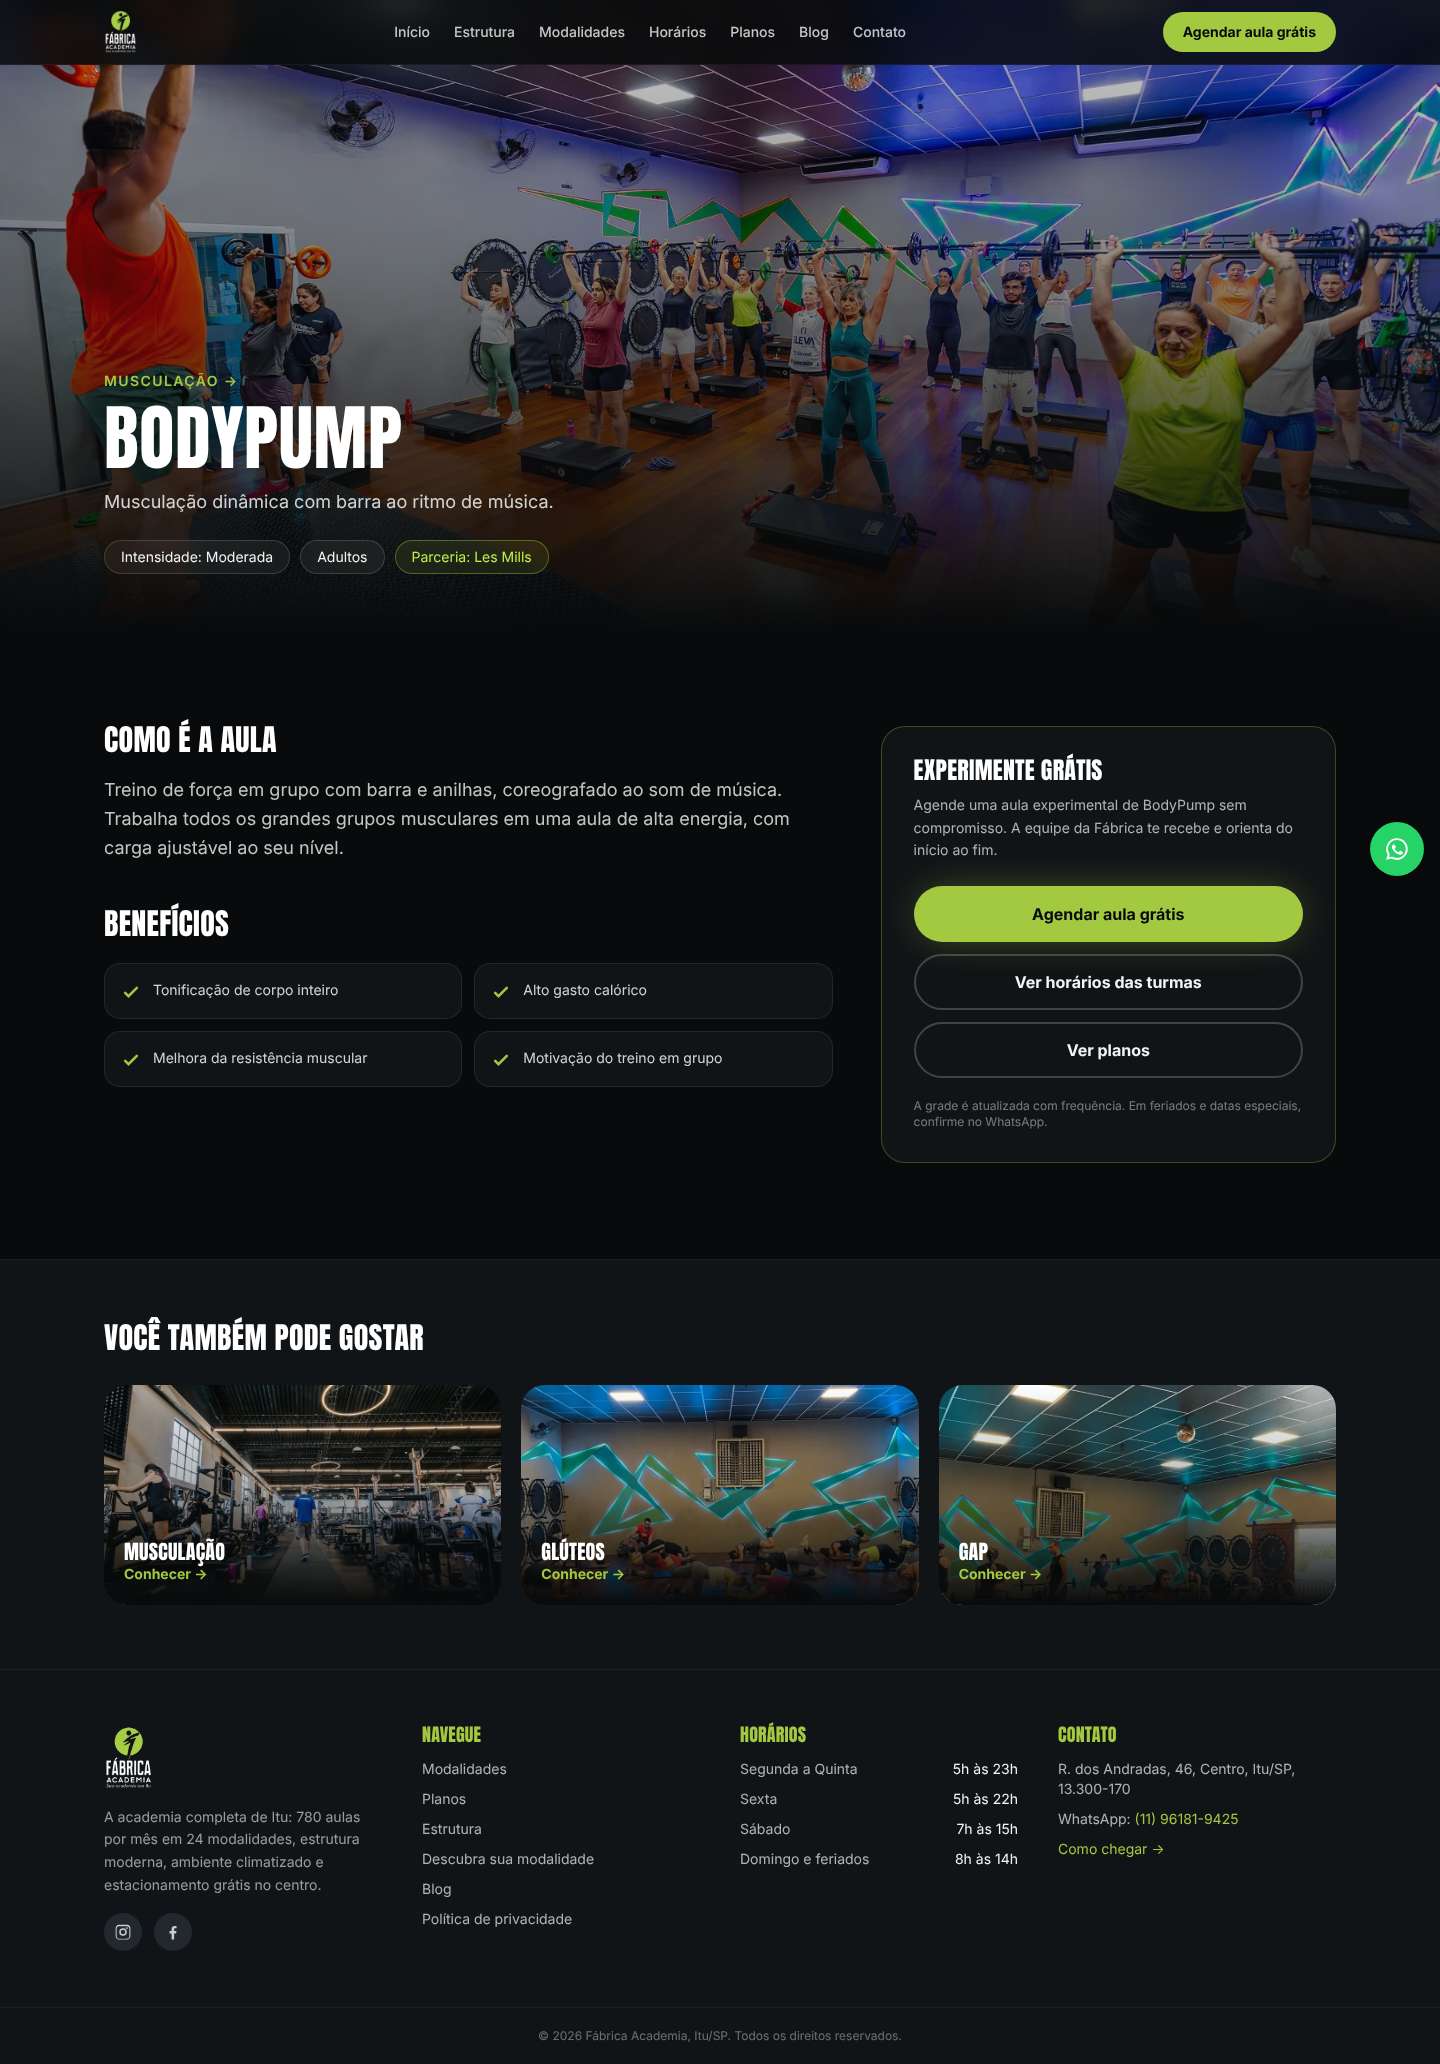 FÁBRICA
ACADEMIA
Início
Estrutura
Modalidades
Horários
Planos
Blog
Contato
Agendar aula grátis
MUSCULAÇÃO →
BODYPUMP
Musculação dinâmica com barra ao ritmo de música.
Intensidade: Moderada
Adultos
Parceria: Les Mills
COMO É A AULA
Treino de força em grupo com barra e anilhas, coreografado ao som de música.
Trabalha todos os grandes grupos musculares em uma aula de alta energia, com
carga ajustável ao seu nível.
BENEFÍCIOS
Tonificação de corpo inteiro
Alto gasto calórico
Melhora da resistência muscular
Motivação do treino em grupo
EXPERIMENTE GRÁTIS
Agende uma aula experimental de BodyPump sem
compromisso. A equipe da Fábrica te recebe e orienta do
início ao fim.
Agendar aula grátis
Ver horários das turmas
Ver planos
A grade é atualizada com frequência. Em feriados e datas especiais,
confirme no WhatsApp.
VOCÊ TAMBÉM PODE GOSTAR
MUSCULAÇÃO
Conhecer →
GLÚTEOS
Conhecer →
GAP
Conhecer →
FÁBRICA
ACADEMIA
A academia completa de Itu: 780 aulas
por mês em 24 modalidades, estrutura
moderna, ambiente climatizado e
estacionamento grátis no centro.
NAVEGUE
Modalidades
Planos
Estrutura
Descubra sua modalidade
Blog
Política de privacidade
HORÁRIOS
Segunda a Quinta 5h às 23h
Sexta 5h às 22h
Sábado 7h às 15h
Domingo e feriados 8h às 14h
CONTATO
R. dos Andradas, 46, Centro, Itu/SP,
13.300-170
WhatsApp: (11) 96181-9425
Como chegar →
© 2026 Fábrica Academia, Itu/SP. Todos os direitos reservados.